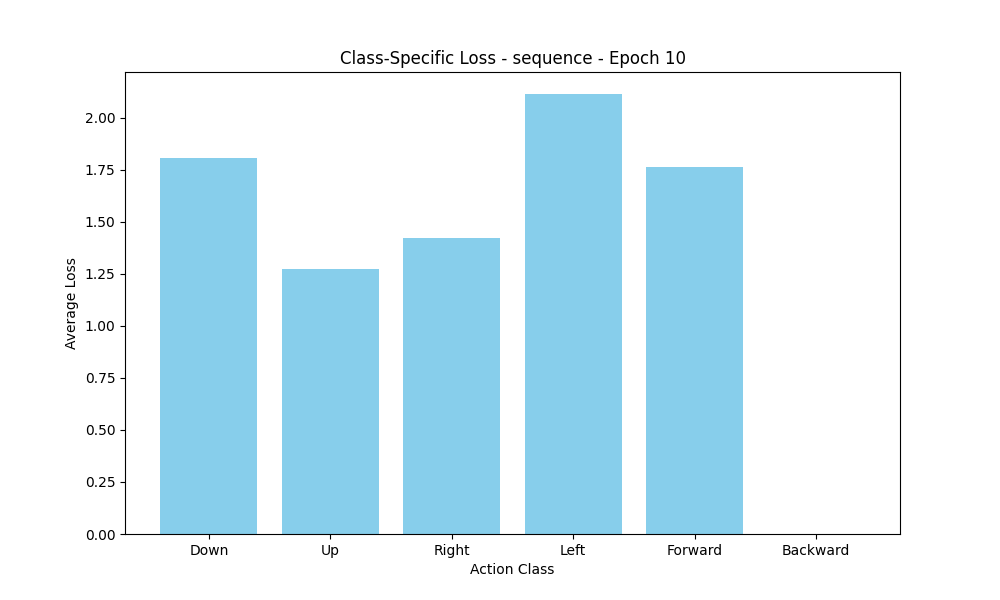 Class-Specific Loss - sequence - Epoch 10
2.00
1.75
1.50
1.25
1.00
0.75
0.50
0.25
0.00
Average Loss
Down Up Right Left Forward Backward
Action Class